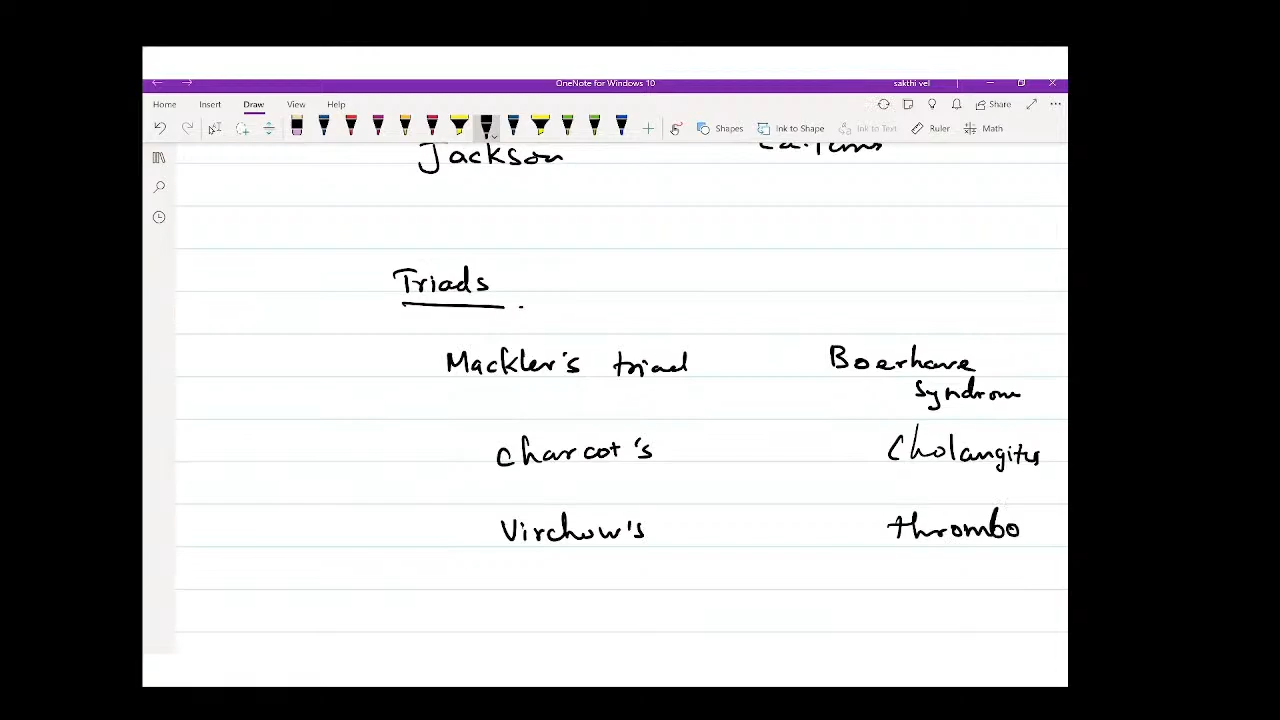 OneNote for Windows 10 sakthi vel
Home Insert Draw View Help Share
Shapes Ink to Shape Ink to Text Ruler Math
Jackson
Triads
Mackler's triad Boerhave
Syndrom
Charcot's Cholangitis
Virchow's thrombo